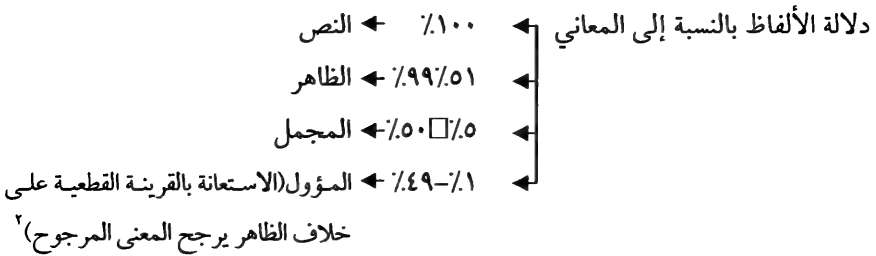 دلالة الألفاظ بالنسبة إلى المعاني ١٠٠٪ النص
٥١٪٩٩٪ الظاهر
٥٪□٥٠٪ المجمل
١٪–٤٩٪ المؤول(الاستعانة بالقرينة القطعية على
خلاف الظاهر يرجح المعنى المرجوح)٢